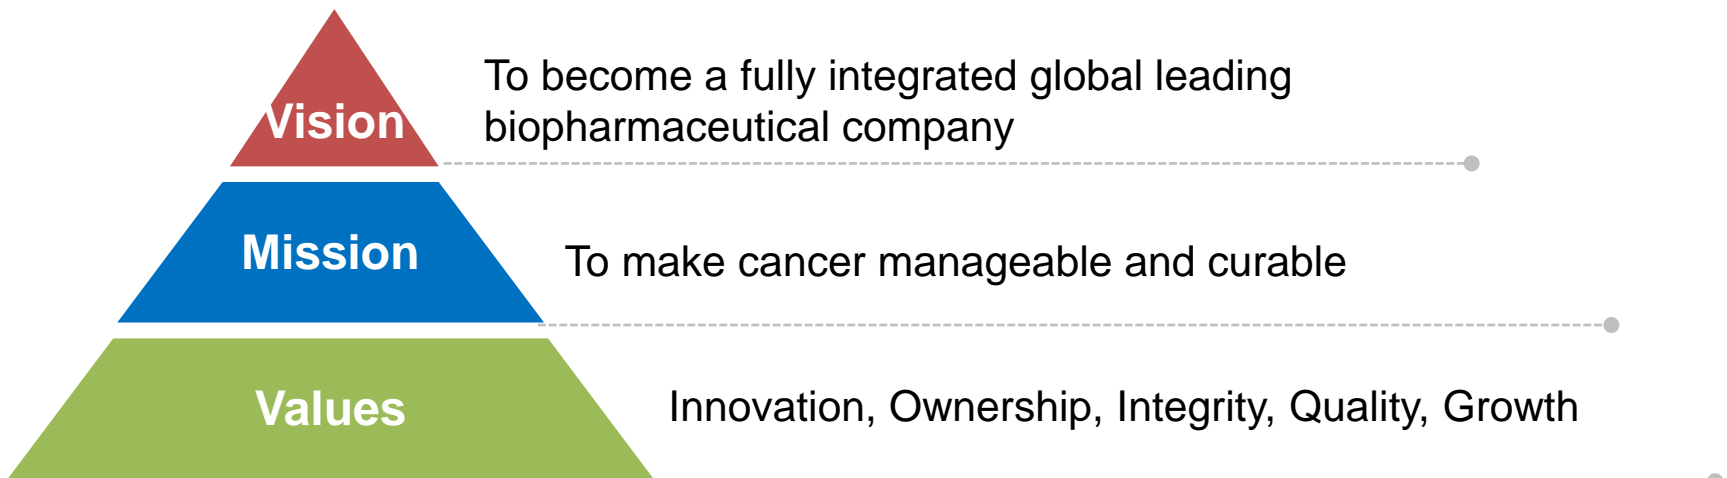 Vision
To become a fully integrated global leading
biopharmaceutical company
Mission
To make cancer manageable and curable
Values
Innovation, Ownership, Integrity, Quality, Growth